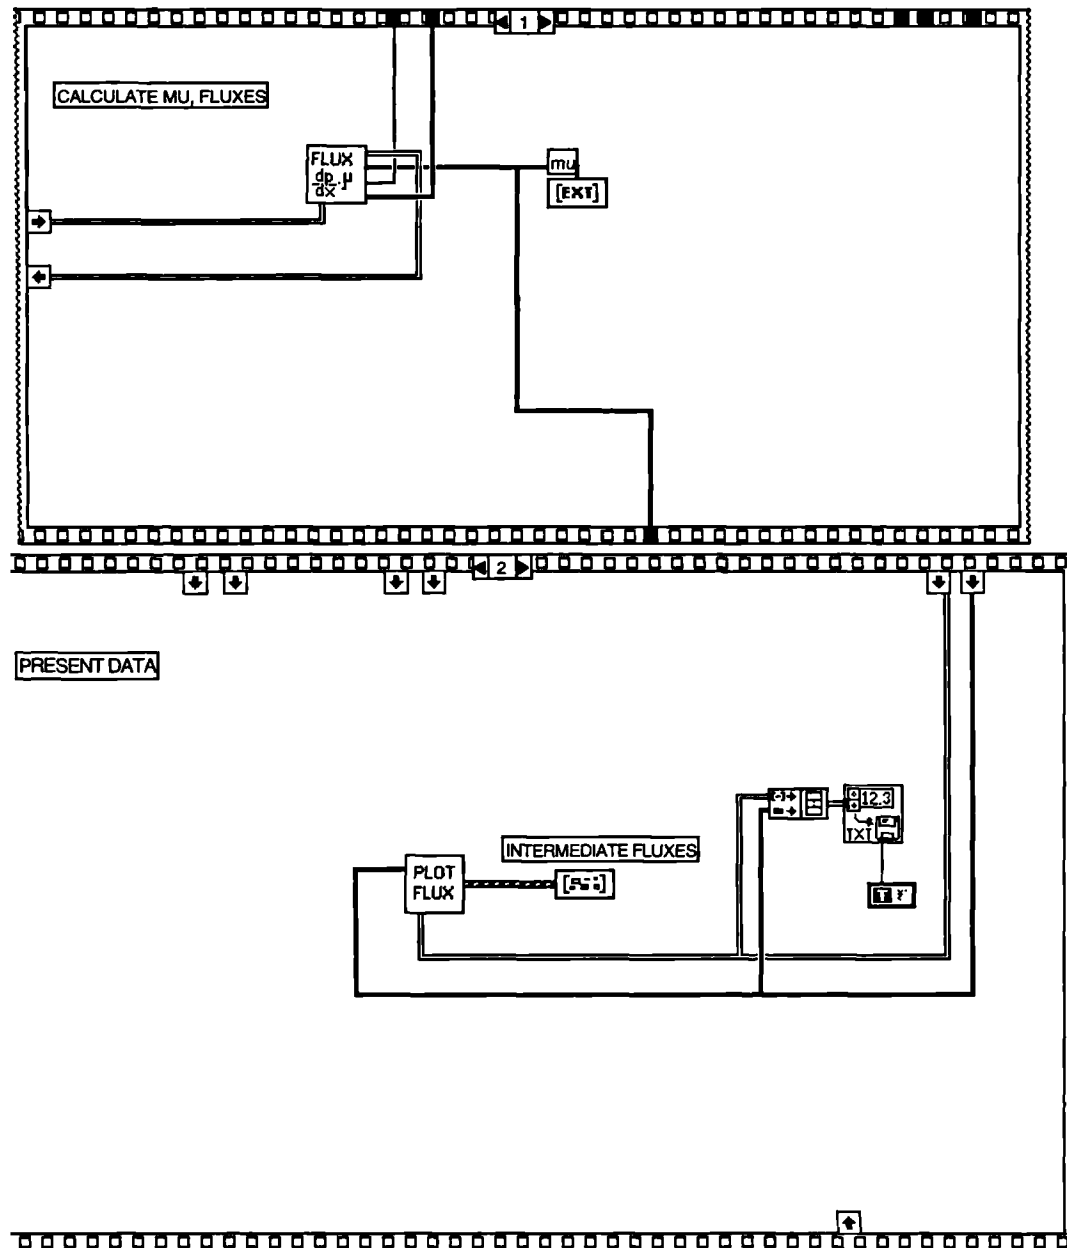 1
CALCULATE MU, FLUXES
FLUX
dp/dx . μ
mu
[EXT]
2
PRESENT DATA
12.3
TXT
INTERMEDIATE FLUXES
PLOT
FLUX
T